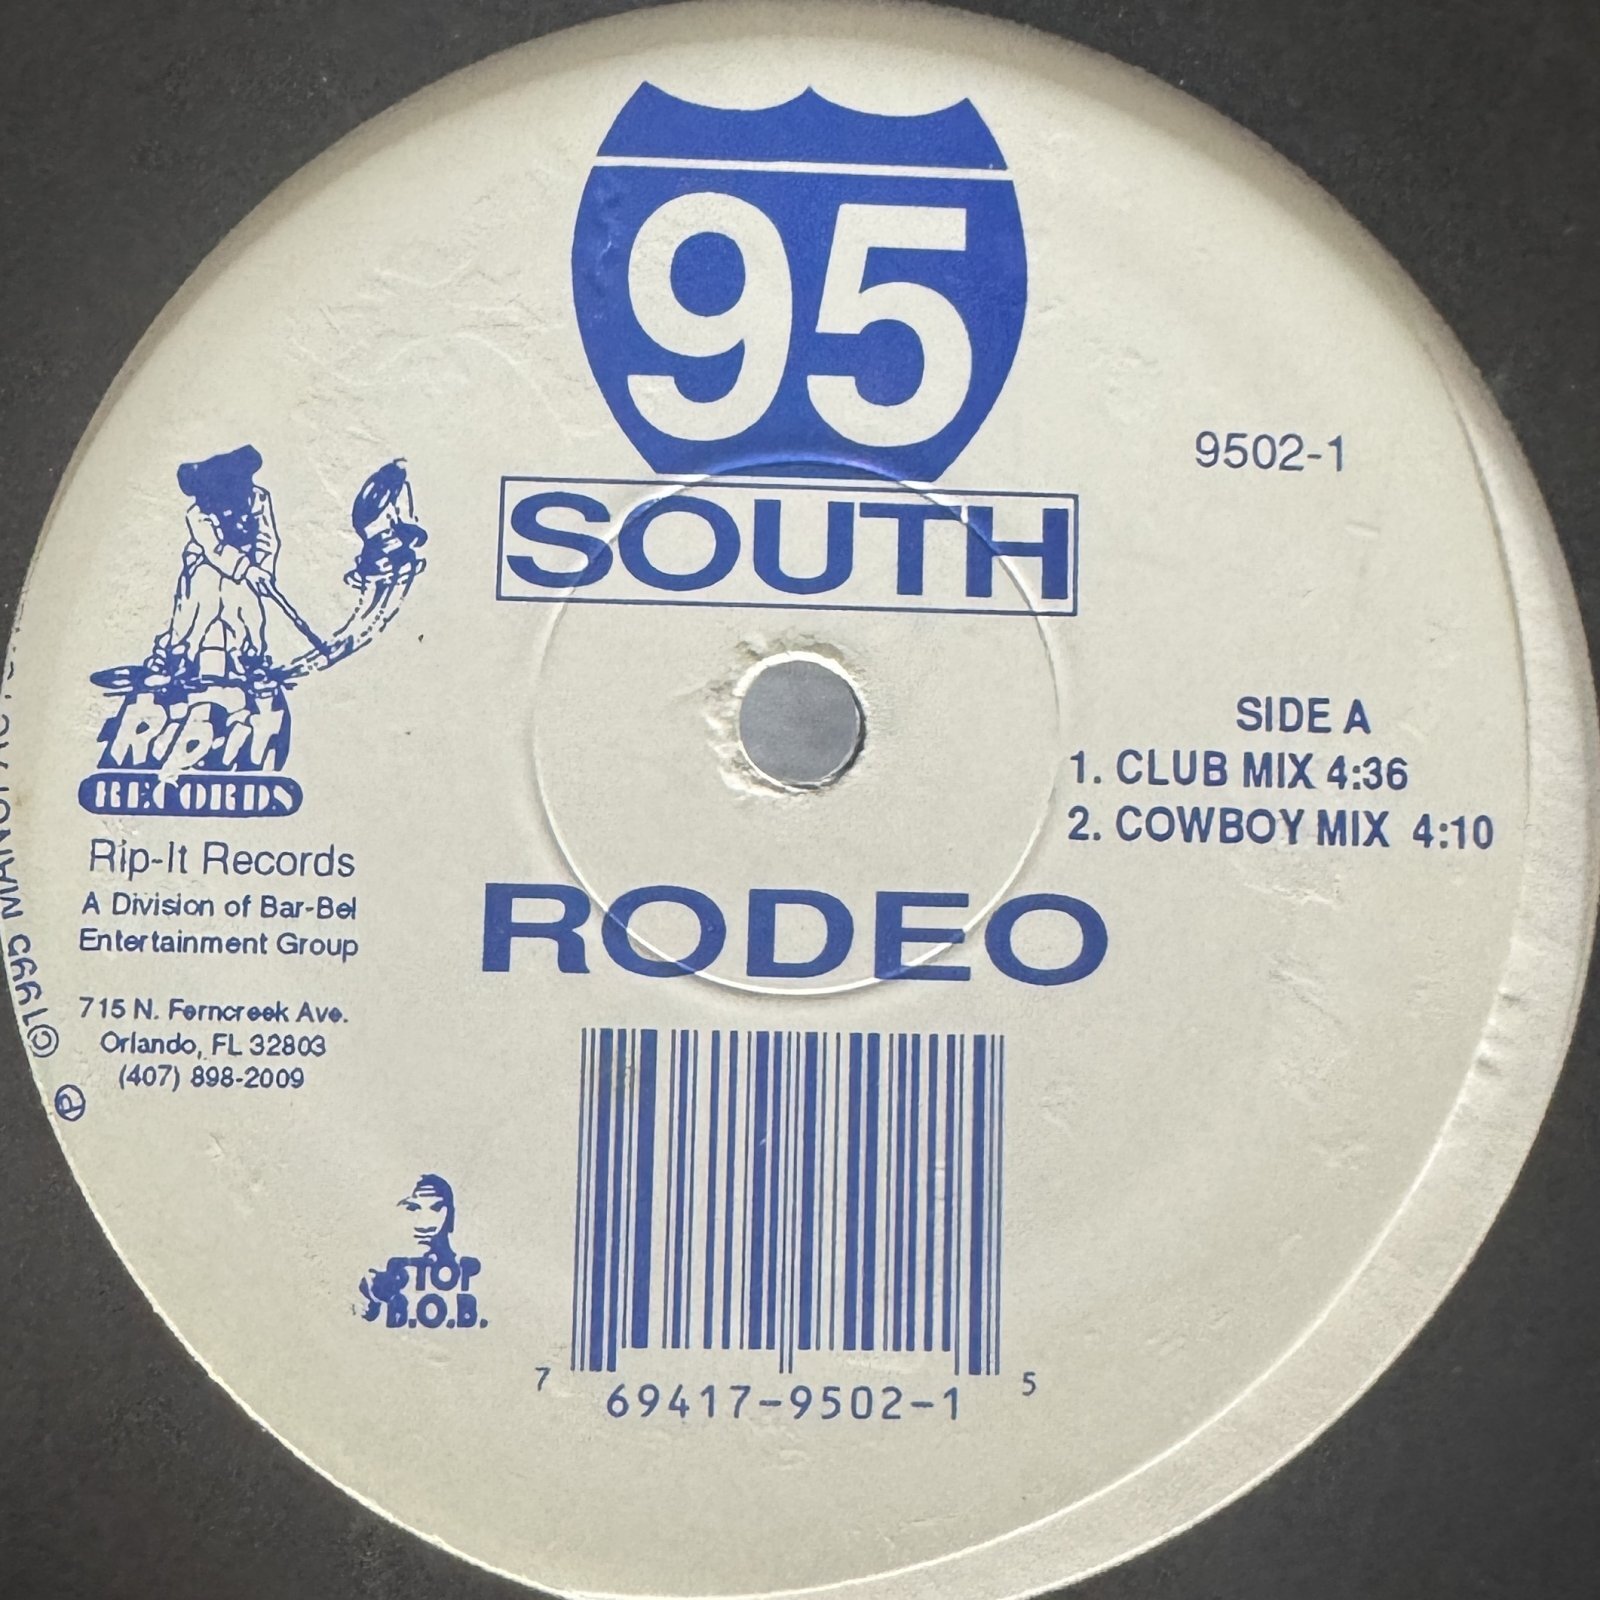 95
SOUTH
9502-1
Rip-it
RECORDS
Rip-It Records
A Division of Bar-Bel
Entertainment Group
715 N. Ferncreek Ave.
Orlando, FL 32803
(407) 898-2009
SIDE A
1. CLUB MIX 4:36
2. COWBOY MIX 4:10
RODEO
STOP
B.O.B.
7 69417-9502-1 5
℗ ©1995